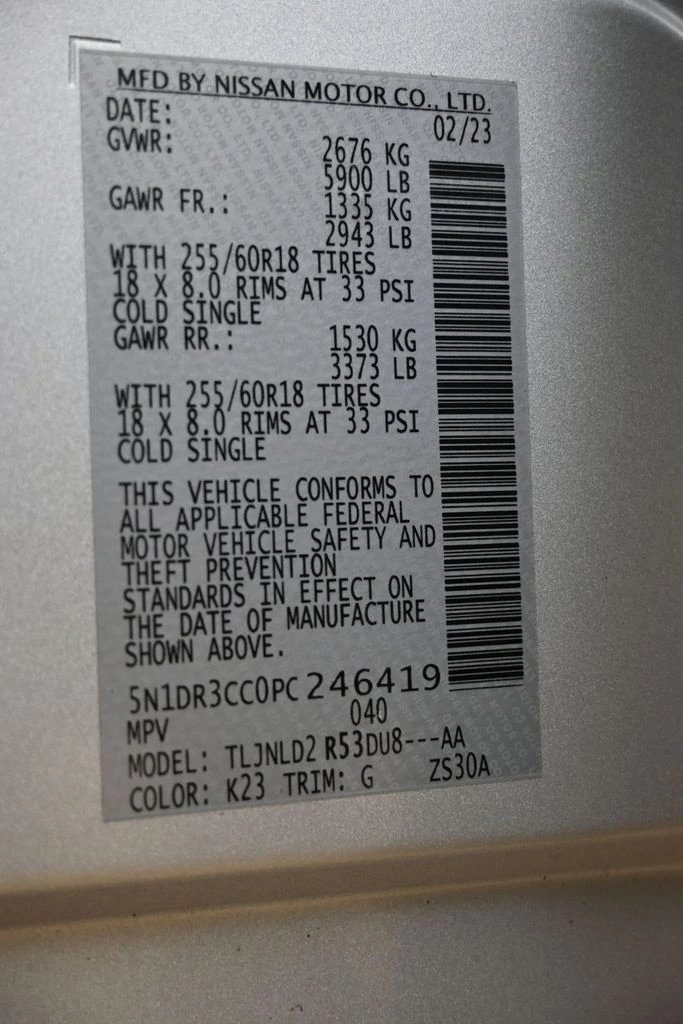 MFD BY NISSAN MOTOR CO., LTD.
DATE: 02/23
GVWR: 2676 KG
5900 LB
GAWR FR.: 1335 KG
2943 LB
WITH 255/60R18 TIRES
18 X 8.0 RIMS AT 33 PSI
COLD SINGLE
GAWR RR.: 1530 KG
3373 LB
WITH 255/60R18 TIRES
18 X 8.0 RIMS AT 33 PSI
COLD SINGLE
THIS VEHICLE CONFORMS TO
ALL APPLICABLE FEDERAL
MOTOR VEHICLE SAFETY AND
THEFT PREVENTION
STANDARDS IN EFFECT ON
THE DATE OF MANUFACTURE
SHOWN ABOVE.
5N1DR3CC0PC246419
MPV 040
MODEL: TLJNLD2 R53DU8---AA
COLOR: K23 TRIM: G ZS30A